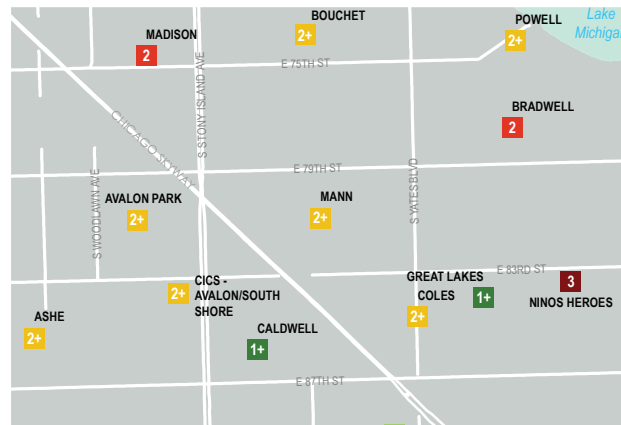 BOUCHET
2+
POWELL
2+
Lake
Michigan
MADISON
2
E 75TH ST
S STONY ISLAND AVE
BRADWELL
2
CHICAGO SKYWAY
E 79TH ST
S WOODLAWN AVE
S YATES BLVD
AVALON PARK
2+
MANN
2+
E 83RD ST
CICS -
AVALON/SOUTH
SHORE
2+
GREAT LAKES
1+
COLES
2+
3
NINOS HEROES
ASHE
2+
CALDWELL
1+
E 87TH ST